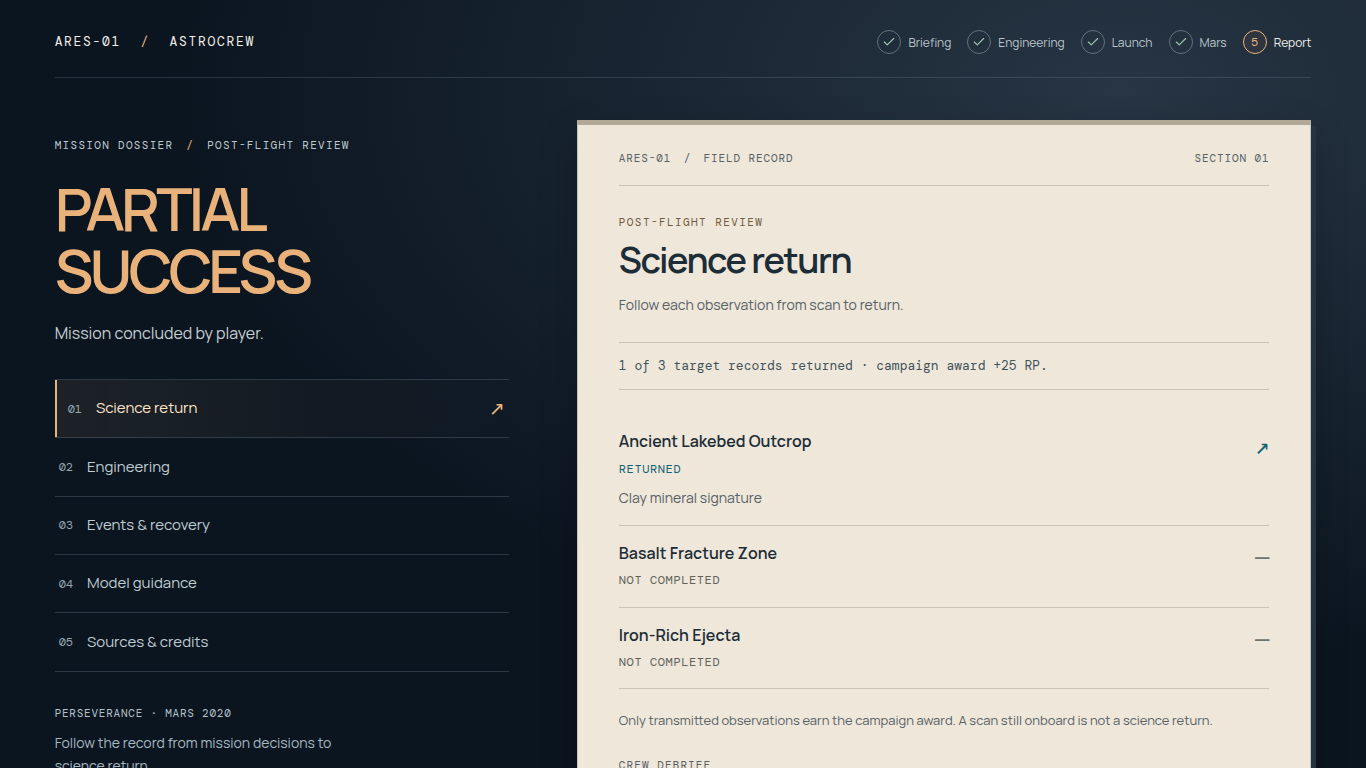 ARES-01 / ASTROCREW
Briefing
Engineering
Launch
Mars
5 Report
MISSION DOSSIER / POST-FLIGHT REVIEW
PARTIAL
SUCCESS
Mission concluded by player.
01 Science return ↗
02 Engineering
03 Events & recovery
04 Model guidance
05 Sources & credits
PERSEVERANCE · MARS 2020
Follow the record from mission decisions to
science return
ARES-01 / FIELD RECORD
SECTION 01
POST-FLIGHT REVIEW
Science return
Follow each observation from scan to return.
1 of 3 target records returned · campaign award +25 RP.
Ancient Lakebed Outcrop ↗
RETURNED
Clay mineral signature
Basalt Fracture Zone —
NOT COMPLETED
Iron-Rich Ejecta —
NOT COMPLETED
Only transmitted observations earn the campaign award. A scan still onboard is not a science return.
CREW DEBRIEF